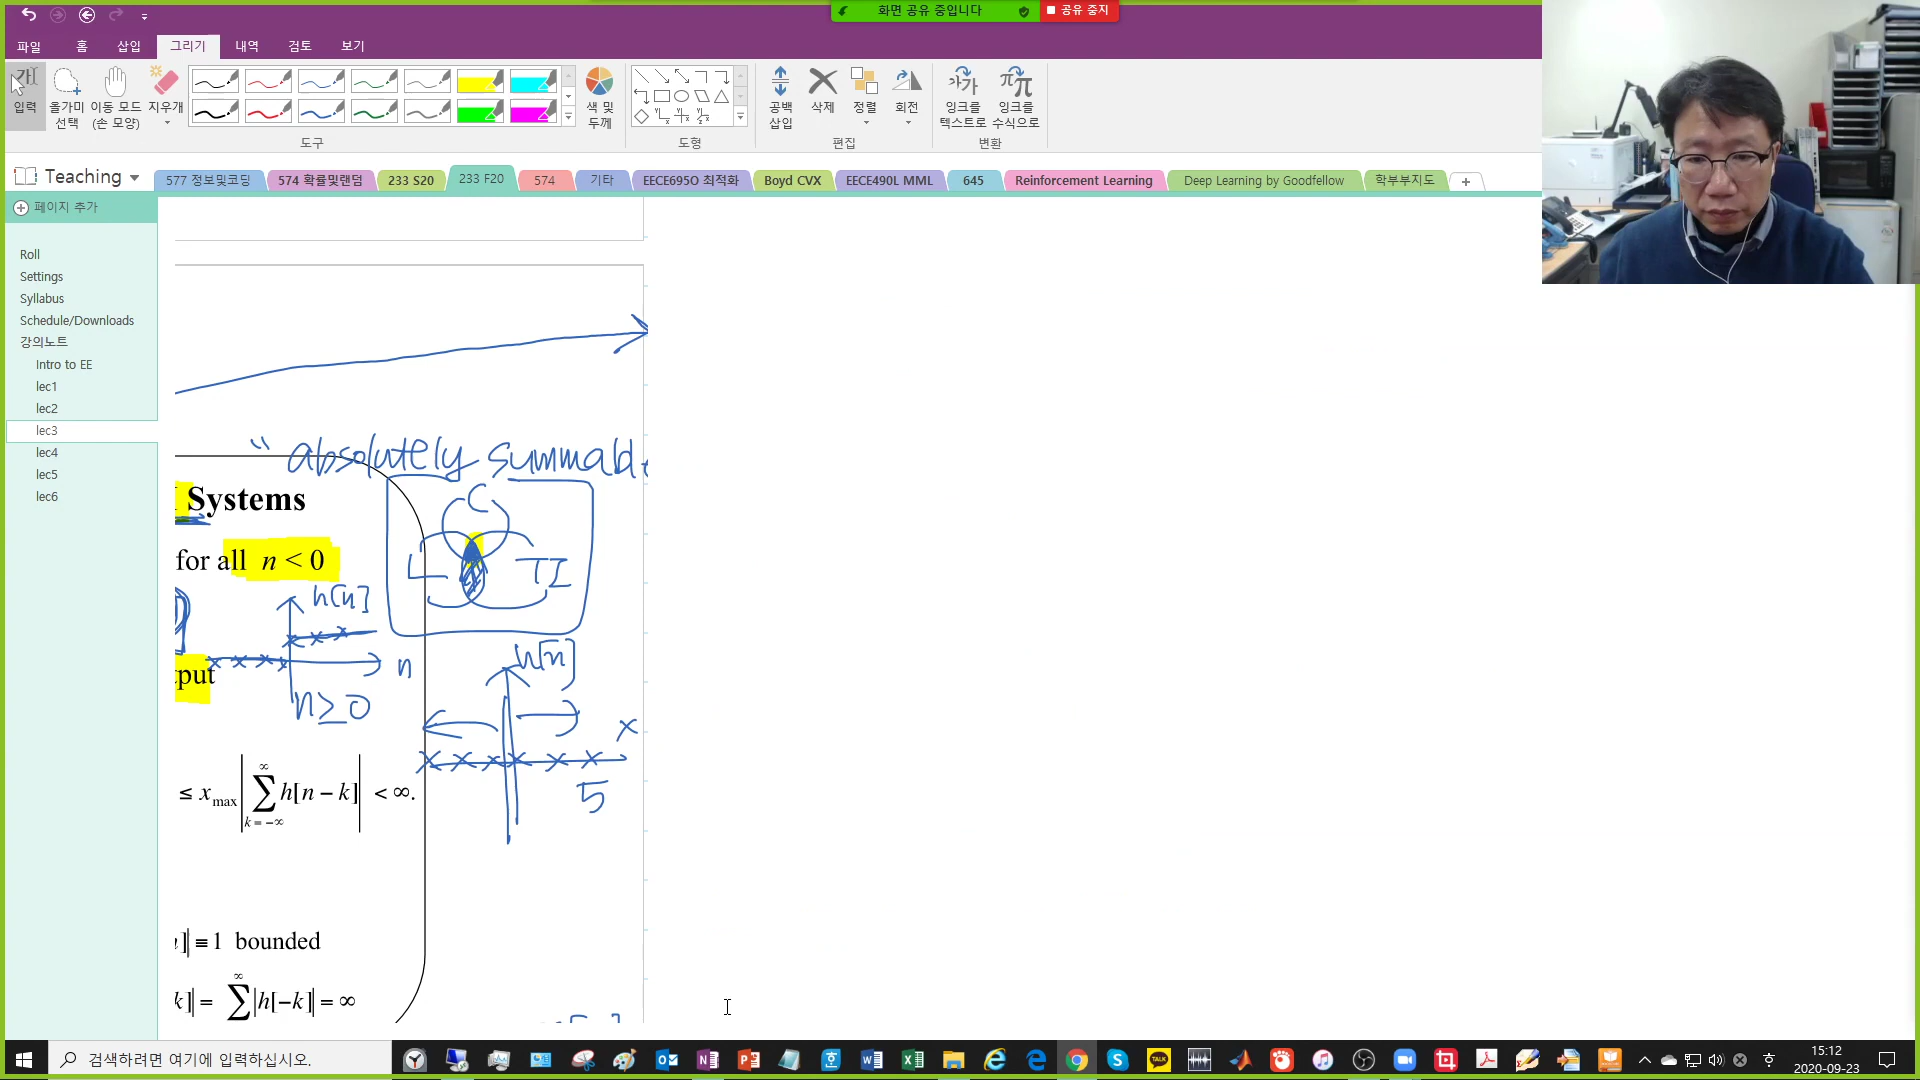 화면 공유 중입니다 공유 중지
파일 홈 삽입 그리기 내역 검토 보기
입력
올가미 선택
이동 모드 (손 모양)
지우개
색 및 두께
공백 삽입
삭제
정렬
회전
잉크를 텍스트로
잉크를 수식으로
도구 도형 편집 변환
Teaching
577 정보및코딩 574 확률및랜덤 233 S20 233 F20 574 기타 EECE695O 최적화 Boyd CVX EECE490L MML 645 Reinforcement Learning Deep Learning by Goodfellow 학부부지도
페이지 추가
Roll
Settings
Syllabus
Schedule/Downloads
강의노트
Intro to EE
lec1
lec2
lec3
lec4
lec5
lec6
" absolutely summabl
Systems
C
L TI
for all n < 0
h[n]
n
n ≥ 0
put
h[n]
x
5
≤ x_max |∑_{k=-∞}^{∞} h[n − k]| < ∞.
]| ≡ 1 bounded
k]| = ∑^{∞} |h[−k]| = ∞
검색하려면 여기에 입력하십시오.
15:12
2020-09-23